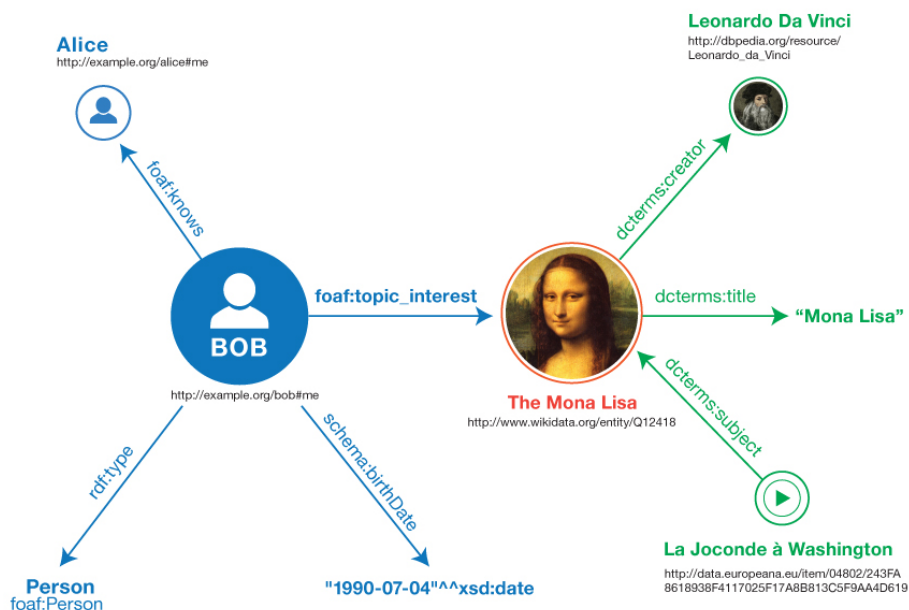 Alice
http://example.org/alice#me
Leonardo Da Vinci
http://dbpedia.org/resource/
Leonardo_da_Vinci
foaf:knows
dcterms:creator
BOB
http://example.org/bob#me
foaf:topic_interest
dcterms:title
“Mona Lisa”
The Mona Lisa
http://www.wikidata.org/entity/Q12418
dcterms:subject
rdf:type
schema:birthDate
Person
foaf:Person
"1990-07-04"^^xsd:date
La Joconde à Washington
http://data.europeana.eu/item/04802/243FA
8618938F4117025F17A8B813C5F9AA4D619